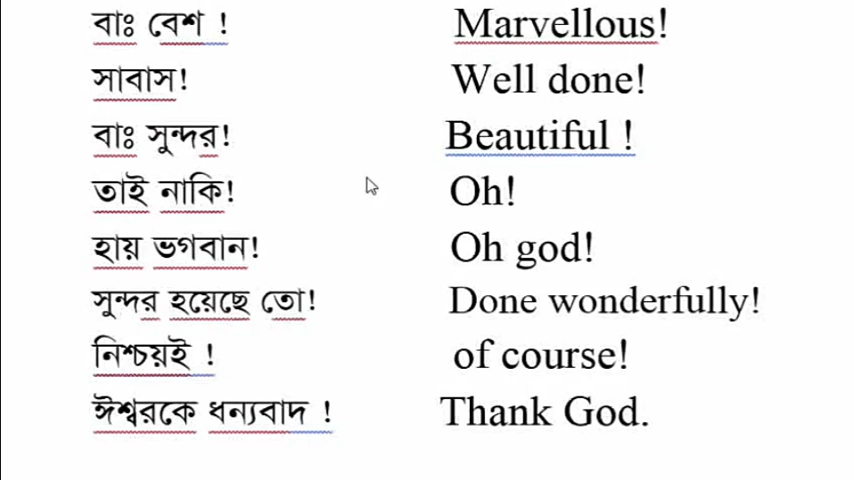 বাঃ বেশ ! Marvellous!
সাবাস! Well done!
বাঃ সুন্দর! Beautiful !
তাই নাকি! Oh!
হায় ভগবান! Oh god!
সুন্দর হয়েছে তো! Done wonderfully!
নিশ্চয়ই ! of course!
ঈশ্বরকে ধন্যবাদ ! Thank God.